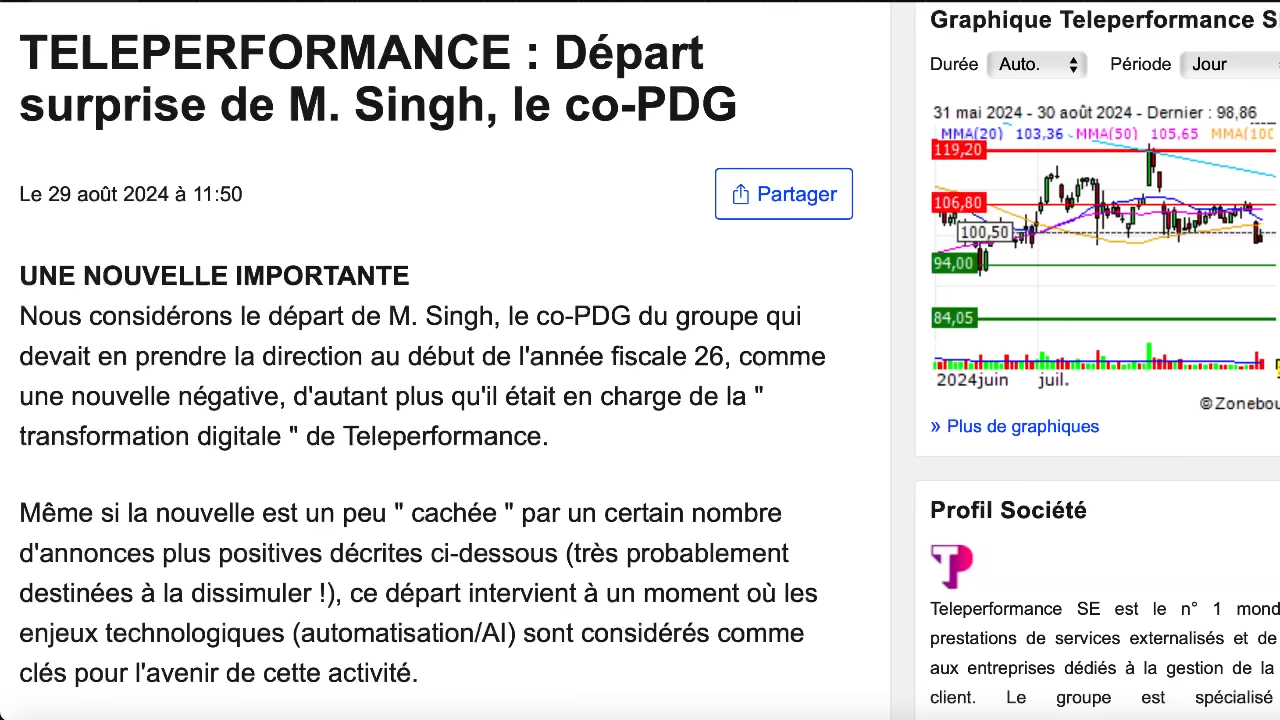 TELEPERFORMANCE : Départ
surprise de M. Singh, le co-PDG
Le 29 août 2024 à 11:50
Partager
UNE NOUVELLE IMPORTANTE
Nous considérons le départ de M. Singh, le co-PDG du groupe qui
devait en prendre la direction au début de l'année fiscale 26, comme
une nouvelle négative, d'autant plus qu'il était en charge de la "
transformation digitale " de Teleperformance.
Même si la nouvelle est un peu " cachée " par un certain nombre
d'annonces plus positives décrites ci-dessous (très probablement
destinées à la dissimuler !), ce départ intervient à un moment où les
enjeux technologiques (automatisation/AI) sont considérés comme
clés pour l'avenir de cette activité.
Graphique Teleperformance S
Durée Auto. Période Jour
31 mai 2024 - 30 août 2024 - Dernier : 98,86
MMA(20) 103,36 MMA(50) 105,65 MMA(100
119,20
106,80
100,50
94,00
84,05
2024juin juil.
©Zonebou
» Plus de graphiques
Profil Société
TP
Teleperformance SE est le n° 1 mond
prestations de services externalisés et de
aux entreprises dédiés à la gestion de la
client. Le groupe est spécialisé